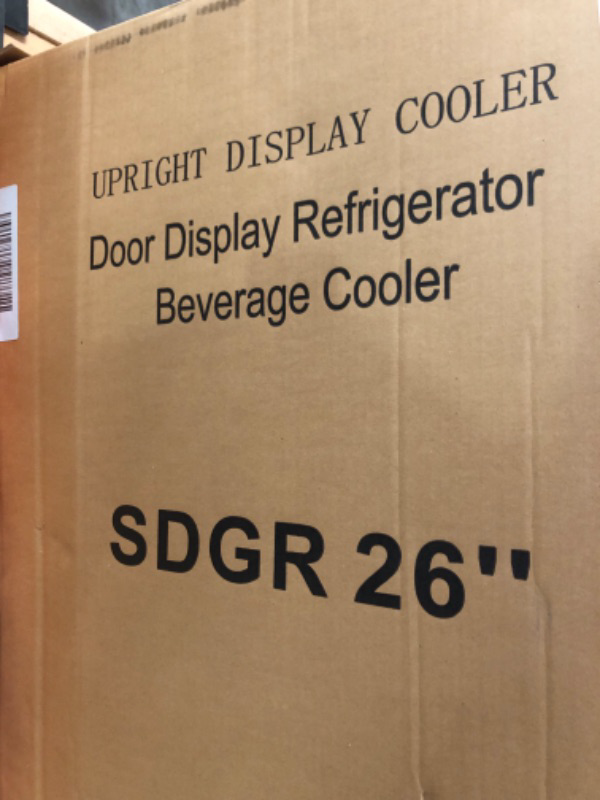 UPRIGHT DISPLAY COOLER
Door Display Refrigerator
Beverage Cooler
SDGR 26''